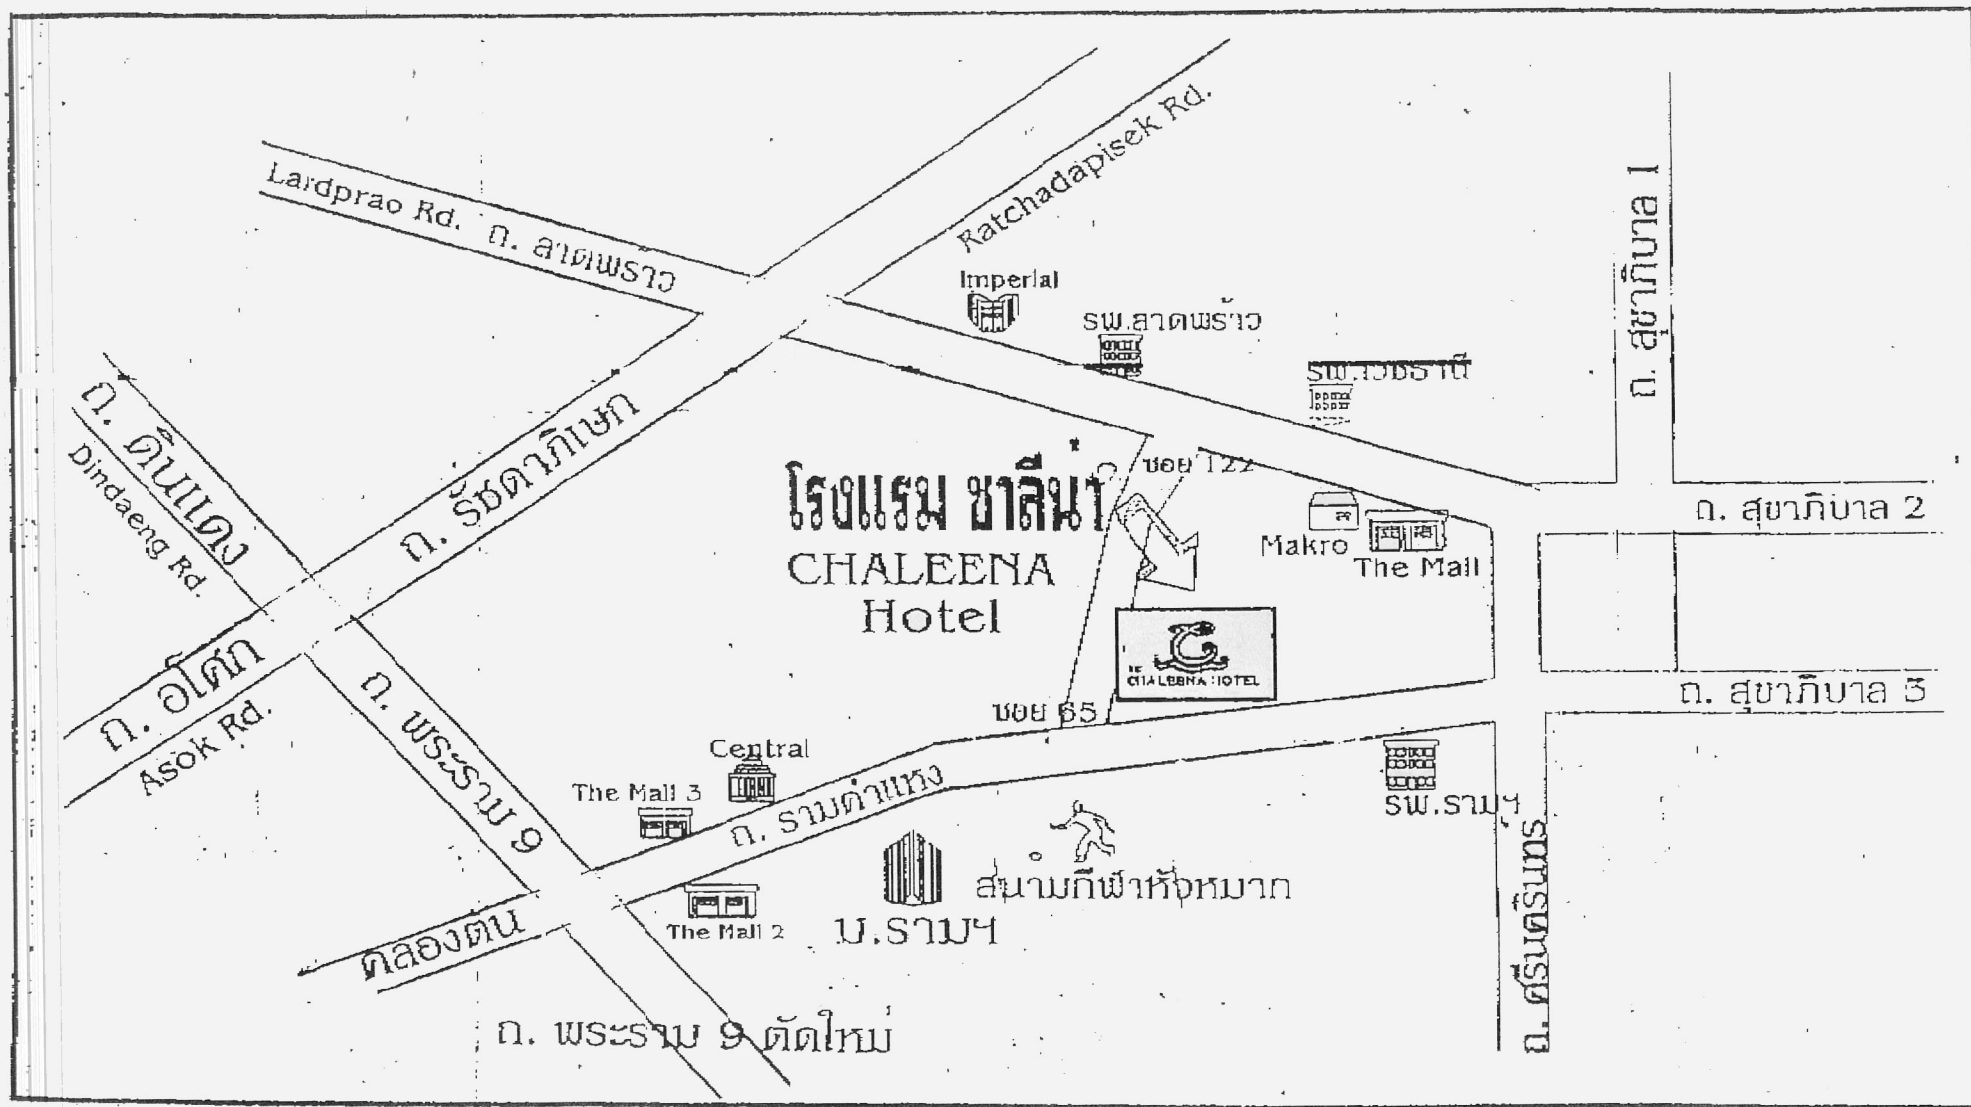 Ratchadapisek Rd.
Lardprao Rd. ถ. ลาดพร้าว
ถ. สุขาภิบาล 1
Imperial
รพ.ลาดพร้าว
รพ.เวชธานี
ถ. ดินแดง
Dindaeng Rd.
ถ. รัชดาภิเษก
โรงแรม ชาลีน่า
CHALEENA
Hotel
ซอย 122
ถ. สุขาภิบาล 2
Makro
The Mall
CHALEENA HOTEL
ถ. อโศก
Asok Rd.
ถ. พระราม 9
ซอย 65
ถ. สุขาภิบาล 3
Central
The Mall 3
ถ. รามคำแหง
รพ.รามฯ
สนามกีฬาหัวหมาก
ม.รามฯ
The Mall 2
คลองตัน
ถ. ศรีนครินทร
ถ. พระราม 9 ตัดใหม่